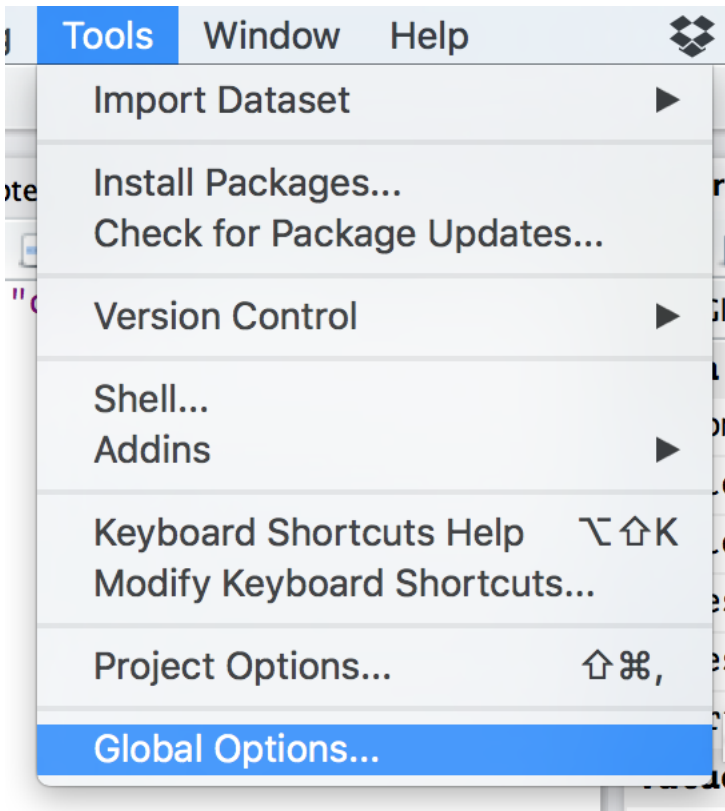 Tools Window Help
Import Dataset ▶
Install Packages...
Check for Package Updates...
Version Control ▶
Shell...
Addins ▶
Keyboard Shortcuts Help ⌥⇧K
Modify Keyboard Shortcuts...
Project Options... ⇧⌘,
Global Options...